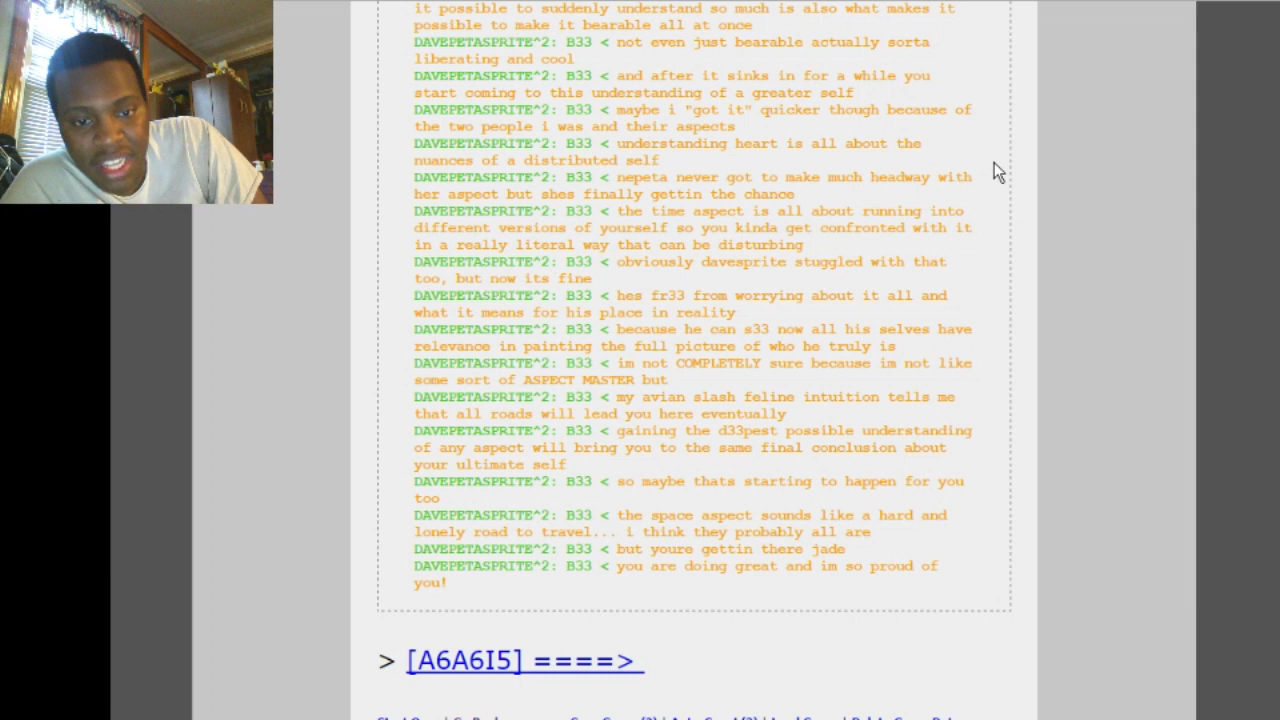 it possible to suddenly understand so much is also what makes it
possible to make it bearable all at once
DAVEPETASPRITE^2: B33 < not even just bearable actually sorta
liberating and cool
DAVEPETASPRITE^2: B33 < and after it sinks in for a while you
start coming to this understanding of a greater self
DAVEPETASPRITE^2: B33 < maybe i "got it" quicker though because of
the two people i was and their aspects
DAVEPETASPRITE^2: B33 < understanding heart is all about the
nuances of a distributed self
DAVEPETASPRITE^2: B33 < nepeta never got to make much headway with
her aspect but shes finally gettin the chance
DAVEPETASPRITE^2: B33 < the time aspect is all about running into
different versions of yourself so you kinda get confronted with it
in a really literal way that can be disturbing
DAVEPETASPRITE^2: B33 < obviously davesprite stuggled with that
too, but now its fine
DAVEPETASPRITE^2: B33 < hes fr33 from worrying about it all and
what it means for his place in reality
DAVEPETASPRITE^2: B33 < because he can s33 now all his selves have
relevance in painting the full picture of who he truly is
DAVEPETASPRITE^2: B33 < im not COMPLETELY sure because im not like
some sort of ASPECT MASTER but
DAVEPETASPRITE^2: B33 < my avian slash feline intuition tells me
that all roads will lead you here eventually
DAVEPETASPRITE^2: B33 < gaining the d33pest possible understanding
of any aspect will bring you to the same final conclusion about
your ultimate self
DAVEPETASPRITE^2: B33 < so maybe thats starting to happen for you
too
DAVEPETASPRITE^2: B33 < the space aspect sounds like a hard and
lonely road to travel... i think they probably all are
DAVEPETASPRITE^2: B33 < but youre gettin there jade
DAVEPETASPRITE^2: B33 < you are doing great and im so proud of
you!
> [A6A6I5] ====>